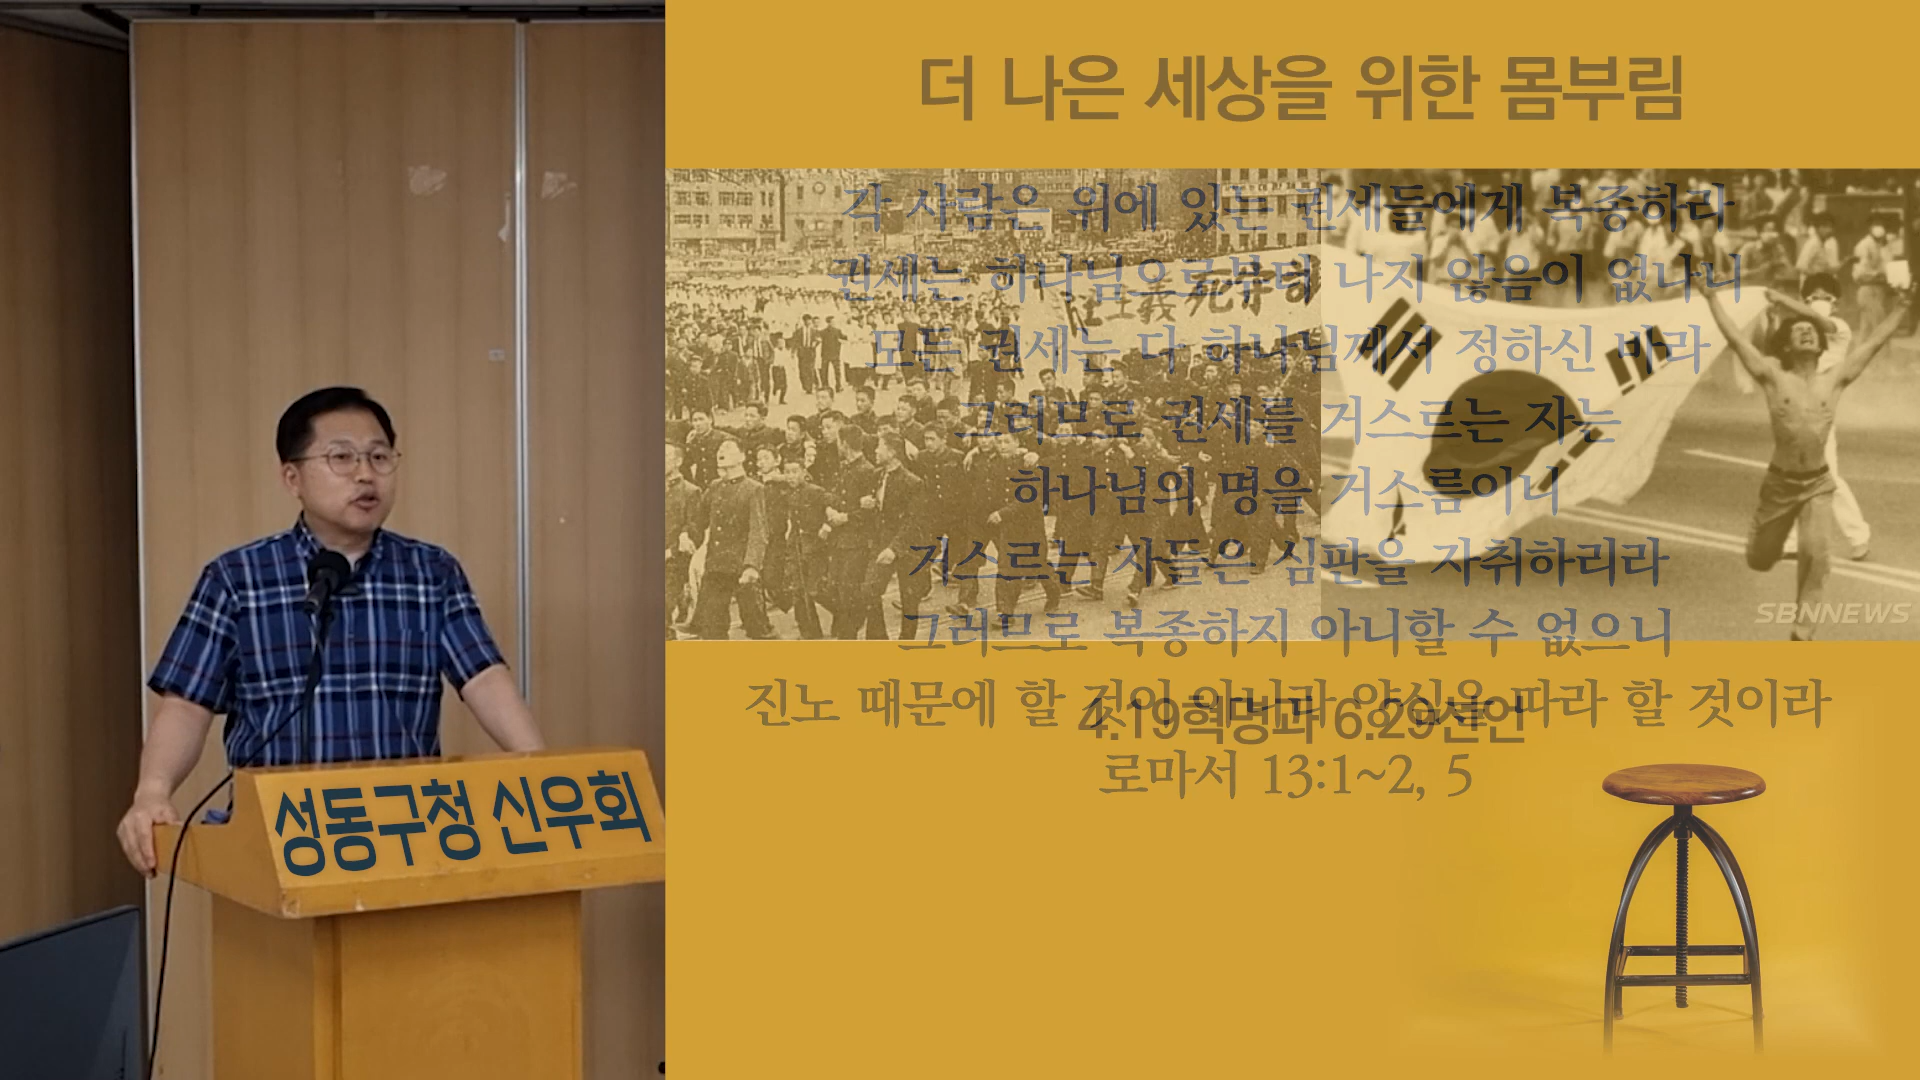 더 나은 세상을 위한 몸부림
각 사람은 위에 있는 권세들에게 복종하라
권세는 하나님으로부터 나지 않음이 없나니
모든 권세는 다 하나님께서 정하신 바라
그러므로 권세를 거스르는 자는
하나님의 명을 거스름이니
거스르는 자들은 심판을 자취하리라
그러므로 복종하지 아니할 수 없으니
진노 때문에 할 것이 아니라 양심을 따라 할 것이라
4.19혁명과 6.29선언
로마서 13:1~2, 5
主義 死守하
SBNNEWS
성동구청 신우회